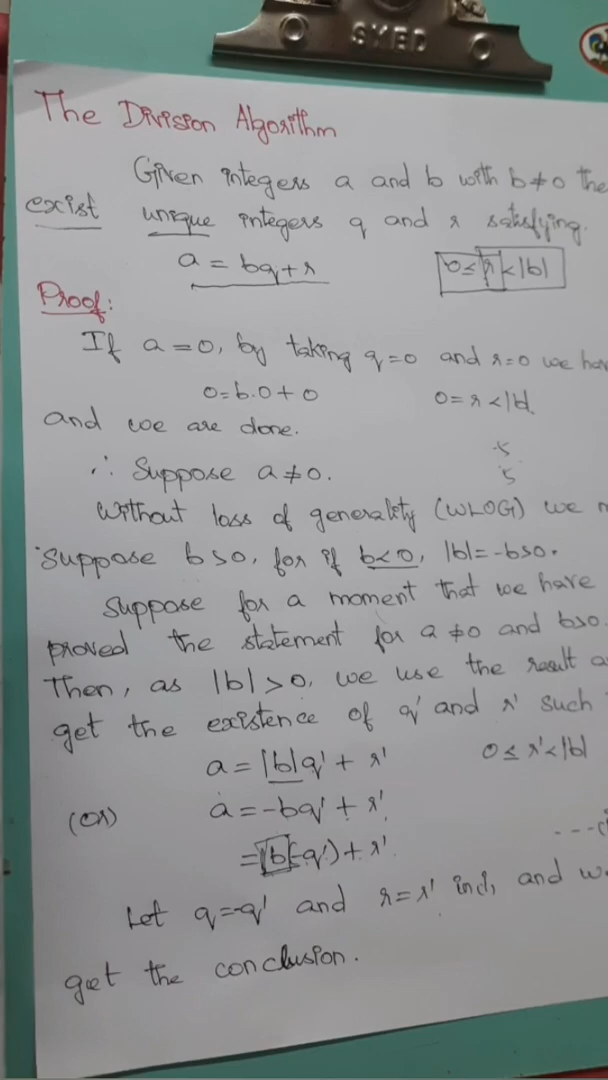 SKED
The Division Algorithm
Given integers a and b with b≠0 the
exist unique integers q and r satisfying.
a = bq+r 0≤r<|b|
Proof:
If a=0, by taking q=0 and r=0 we hav
0=b.0+0 0=r<|b|
and we are done.
∴ Suppose a≠0.
Without loss of generality (WLOG) we m
suppose b>0, for if b<0, |b|=-b>0.
Suppose for a moment that we have
proved the statement for a≠0 and b>0.
Then, as |b|>0, we use the result a
get the existence of q' and r' such
a = |b|q' + r' 0≤r'<|b|
(or) a = -bq' + r'
= b(-q') + r'.
Let q=-q' and r=r' in and w
get the conclusion.